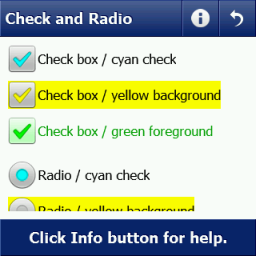 Check and Radio
Check box / cyan check
Check box / yellow background
Check box / green foreground
Radio / cyan check
Radio / yellow background
Click Info button for help.